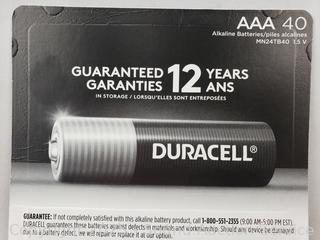 AAA 40
Alkaline Batteries/piles alcalines
MN24TB40 1.5 V
GUARANTEED 12 YEARS
GARANTIES ANS
IN STORAGE / LORSQU'ELLES SONT ENTREPOSÉES
DURACELL®
GUARANTEE: If not completely satisfied with this alkaline battery product, call 1-800-551-2355 (9:00 AM-5:00 PM EST).
DURACELL guarantees these batteries against defects in materials and workmanship. Should any device be damaged
due to a battery defect, we will repair or replace it at our option.